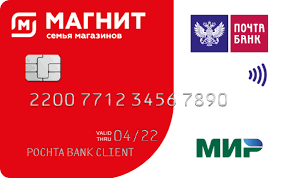 М МАГНИТ
СЕМЬЯ МАГАЗИНОВ
ПОЧТА
БАНК
2200 7712 3456 7890
VALID
THRU 04/22
POCHTA BANK CLIENT
МИР